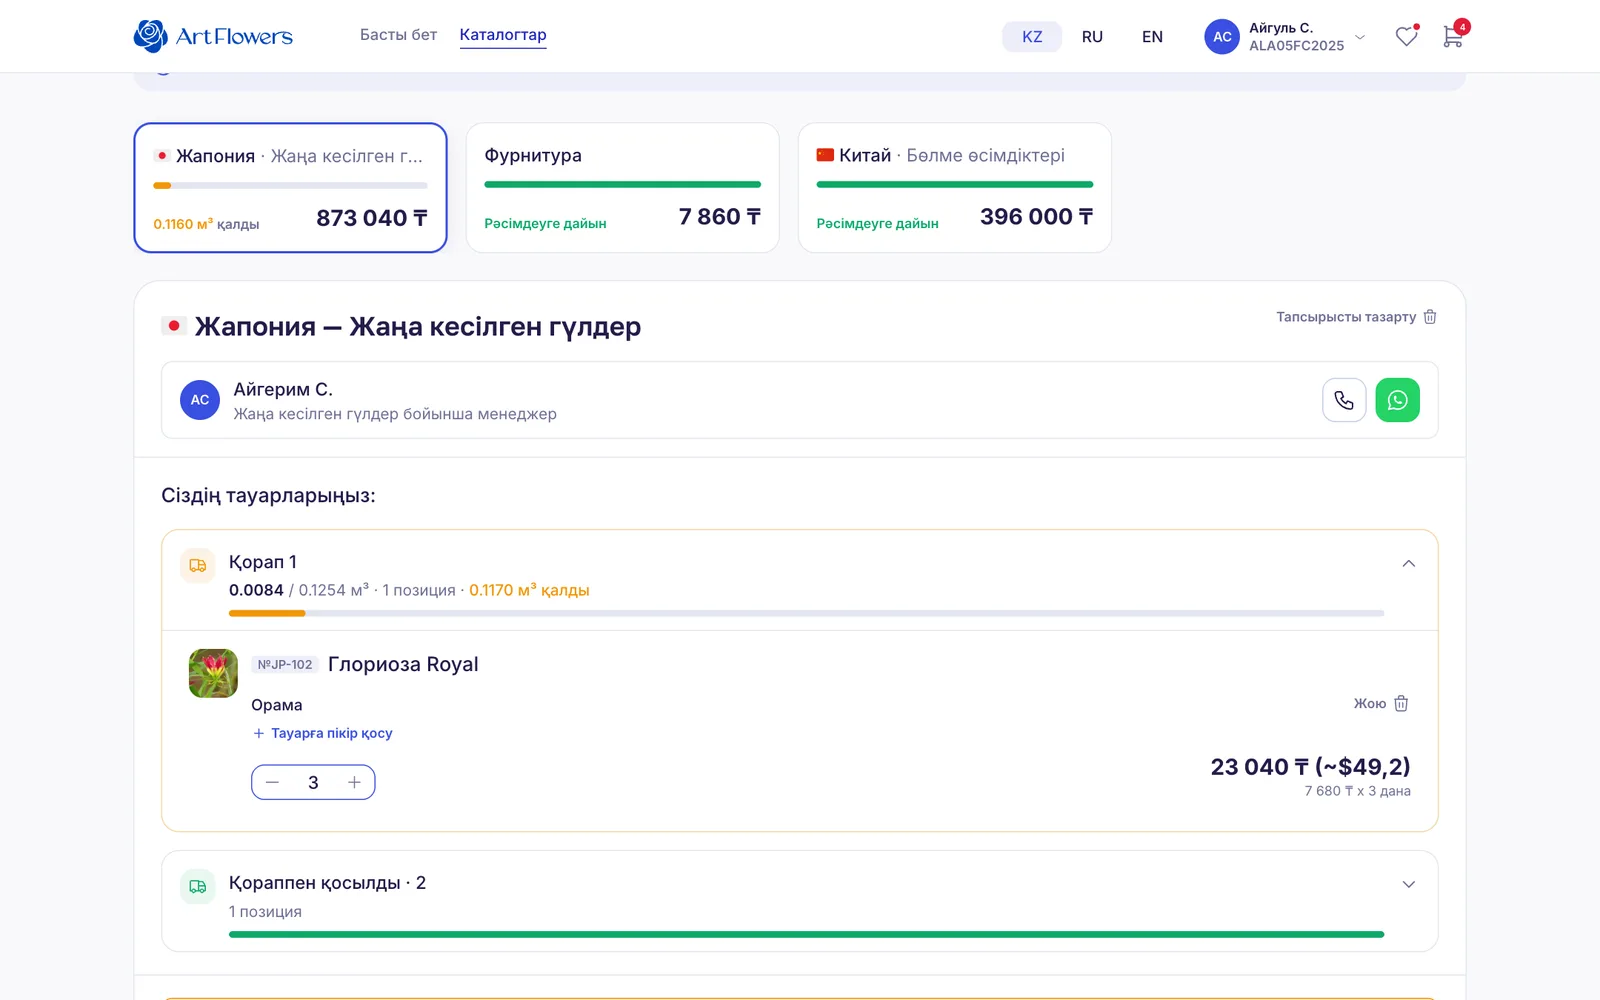 ArtFlowers
Басты бет
Каталогтар
KZ
RU
EN
AC
Айгуль С.
ALA05FC2025
4
Жапония · Жаңа кесілген г...
0.1160 м³ қалды
873 040 ₸
Фурнитура
Рәсімдеуге дайын
7 860 ₸
Китай · Бөлме өсімдіктері
Рәсімдеуге дайын
396 000 ₸
Жапония — Жаңа кесілген гүлдер
Тапсырысты тазарту
AC
Айгерим С.
Жаңа кесілген гүлдер бойынша менеджер
Сіздің тауарларыңыз:
Қорап 1
0.0084 / 0.1254 м³ · 1 позиция · 0.1170 м³ қалды
№JP-102
Глориоза Royal
Орама
Жою
+ Тауарға пікір қосу
3
23 040 ₸ (~$49,2)
7 680 ₸ x 3 дана
Қораппен қосылды · 2
1 позиция